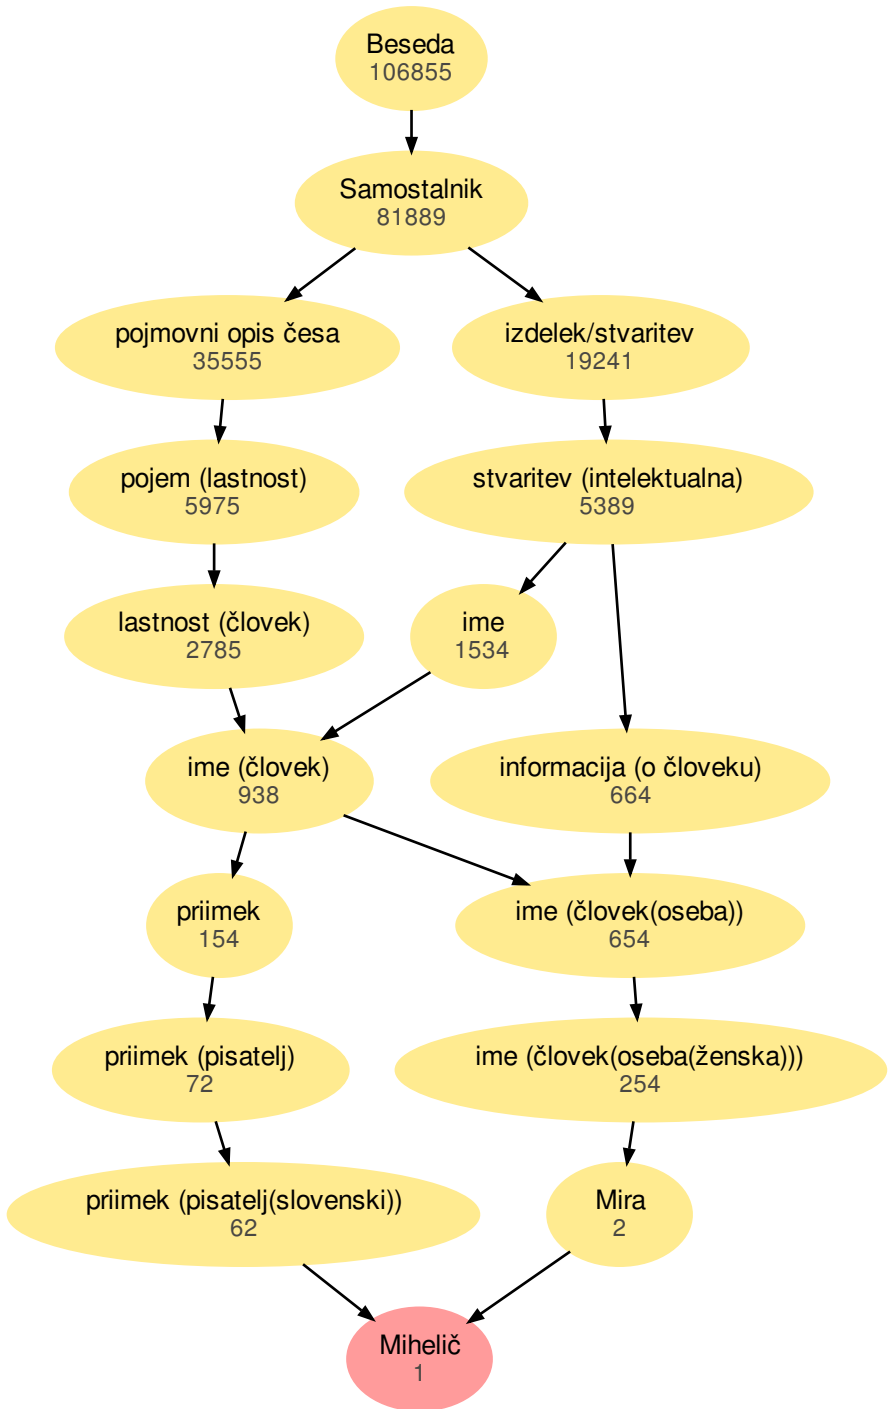 Beseda
106855
Samostalnik
81889
pojmovni opis česa
35555
izdelek/stvaritev
19241
pojem (lastnost)
5975
stvaritev (intelektualna)
5389
lastnost (človek)
2785
ime
1534
ime (človek)
938
informacija (o človeku)
664
priimek
154
ime (človek(oseba))
654
priimek (pisatelj)
72
ime (človek(oseba(ženska)))
254
priimek (pisatelj(slovenski))
62
Mira
2
Mihelič
1